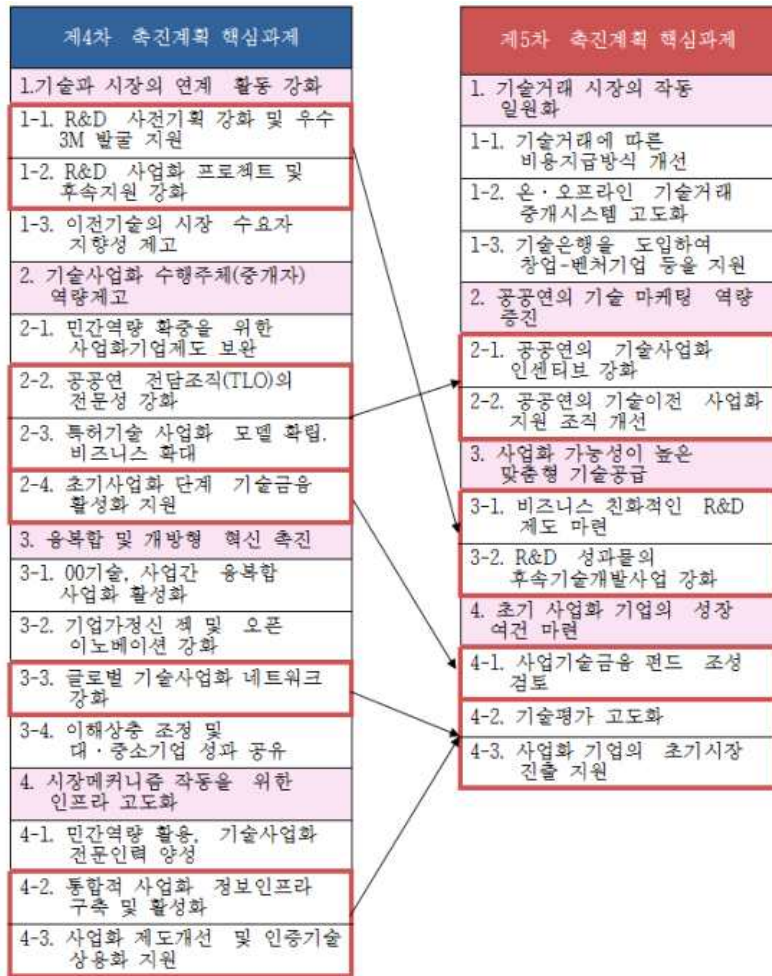 제4차 촉진계획 핵심과제
1.기술과 시장의 연계 활동 강화
1-1. R&D 사전기획 강화 및 우수
3M 발굴 지원
1-2. R&D 사업화 프로젝트 및
후속지원 강화
1-3. 이전기술의 시장 수요자
지향성 제고
2. 기술사업화 수행주체(중개자)
역량제고
2-1. 민간역량 확충을 위한
사업화기업제도 보완
2-2. 공공연 전담조직(TLO)의
전문성 강화
2-3. 특허기술 사업화 모델 확립,
비즈니스 확대
2-4. 초기사업화 단계 기술금융
활성화 지원
3. 융복합 및 개방형 혁신 촉진
3-1. 00기술, 사업간 융복합
사업화 활성화
3-2. 기업가정신 젝 및 오픈
이노베이션 강화
3-3. 글로벌 기술사업화 네트워크
강화
3-4. 이해상충 조정 및
대·중소기업 성과 공유
4. 시장메커니즘 작동을 위한
인프라 고도화
4-1. 민간역량 활용, 기술사업화
전문인력 양성
4-2. 통합적 사업화 정보인프라
구축 및 활성화
4-3. 사업화 제도개선 및 인증기술
상용화 지원
제5차 촉진계획 핵심과제
1. 기술거래 시장의 작동
일원화
1-1. 기술거래에 따른
비용지급방식 개선
1-2. 온·오프라인 기술거래
중개시스템 고도화
1-3. 기술은행을 도입하여
창업-벤처기업 등을 지원
2. 공공연의 기술 마케팅 역량
증진
2-1. 공공연의 기술사업화
인센티브 강화
2-2. 공공연의 기술이전 사업화
지원 조직 개선
3. 사업화 가능성이 높은
맞춤형 기술공급
3-1. 비즈니스 친화적인 R&D
제도 마련
3-2. R&D 성과물의
후속기술개발사업 강화
4. 초기 사업화 기업의 성장
여건 마련
4-1. 사업기술금융 펀드 조성
검토
4-2. 기술평가 고도화
4-3. 사업화 기업의 초기시장
진출 지원